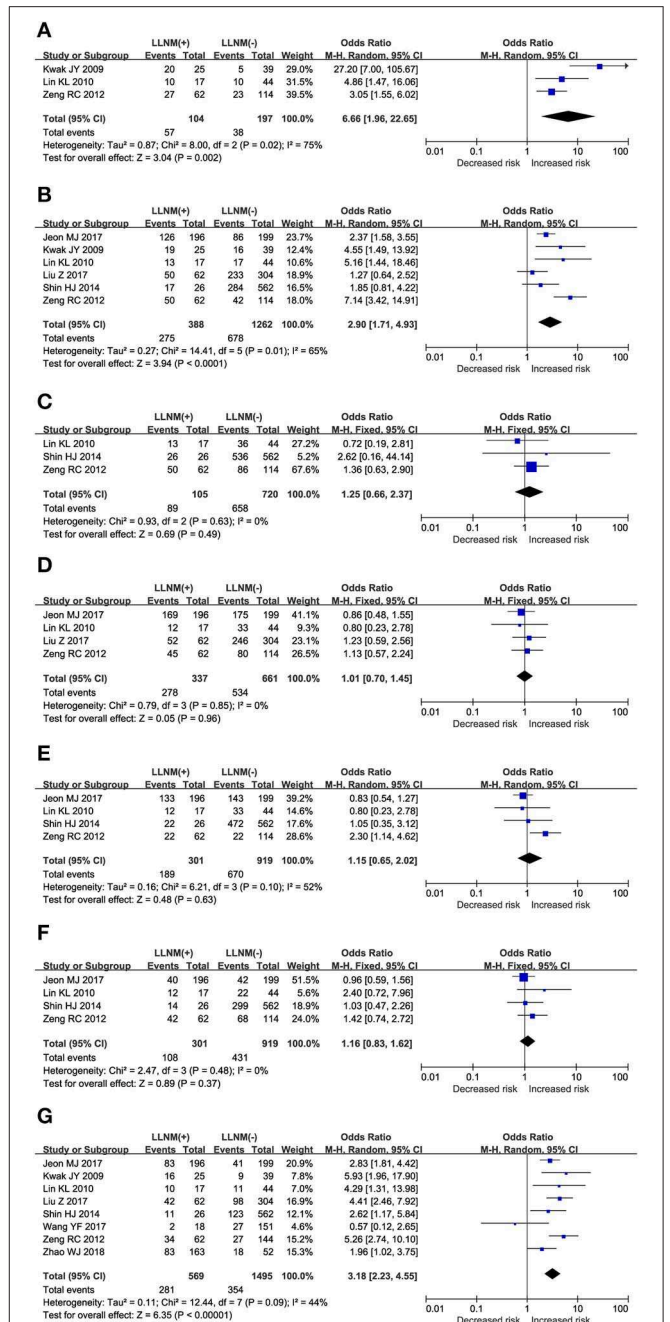 A
LLNM(+) LLNM(-) Odds Ratio Odds Ratio
Study or Subgroup Events Total Events Total Weight M-H, Random, 95% CI M-H, Random, 95% CI
Kwak JY 2009 20 25 5 39 29.0% 27.20 [7.00, 105.67]
Lin KL 2010 10 17 10 44 31.5% 4.86 [1.47, 16.06]
Zeng RC 2012 27 62 23 114 39.5% 3.05 [1.55, 6.02]
Total (95% CI) 104 197 100.0% 6.66 [1.96, 22.65]
Total events 57 38
Heterogeneity: Tau² = 0.87; Chi² = 8.00, df = 2 (P = 0.02); I² = 75%
Test for overall effect: Z = 3.04 (P = 0.002)
0.01 0.1 1 10 100
Decreased risk Increased risk
B
LLNM(+) LLNM(-) Odds Ratio Odds Ratio
Study or Subgroup Events Total Events Total Weight M-H, Random, 95% CI M-H, Random, 95% CI
Jeon MJ 2017 126 196 86 199 23.7% 2.37 [1.58, 3.55]
Kwak JY 2009 19 25 16 39 12.4% 4.55 [1.49, 13.92]
Lin KL 2010 13 17 17 44 10.6% 5.16 [1.44, 18.46]
Liu Z 2017 50 62 233 304 18.9% 1.27 [0.64, 2.52]
Shin HJ 2014 17 26 284 562 16.5% 1.85 [0.81, 4.22]
Zeng RC 2012 50 62 42 114 18.0% 7.14 [3.42, 14.91]
Total (95% CI) 388 1262 100.0% 2.90 [1.71, 4.93]
Total events 275 678
Heterogeneity: Tau² = 0.27; Chi² = 14.41, df = 5 (P = 0.01); I² = 65%
Test for overall effect: Z = 3.94 (P < 0.0001)
0.01 0.1 1 10 100
Decreased risk Increased risk
C
LLNM(+) LLNM(-) Odds Ratio Odds Ratio
Study or Subgroup Events Total Events Total Weight M-H, Fixed, 95% CI M-H, Fixed, 95% CI
Lin KL 2010 13 17 36 44 27.2% 0.72 [0.19, 2.81]
Shin HJ 2014 26 26 536 562 5.2% 2.62 [0.16, 44.14]
Zeng RC 2012 50 62 86 114 67.6% 1.36 [0.63, 2.90]
Total (95% CI) 105 720 100.0% 1.25 [0.66, 2.37]
Total events 89 658
Heterogeneity: Chi² = 0.93, df = 2 (P = 0.63); I² = 0%
Test for overall effect: Z = 0.69 (P = 0.49)
0.01 0.1 1 10 100
Decreased risk Increased risk
D
LLNM(+) LLNM(-) Odds Ratio Odds Ratio
Study or Subgroup Events Total Events Total Weight M-H, Fixed, 95% CI M-H, Fixed, 95% CI
Jeon MJ 2017 169 196 175 199 41.1% 0.86 [0.48, 1.55]
Lin KL 2010 12 17 33 44 9.3% 0.80 [0.23, 2.78]
Liu Z 2017 52 62 246 304 23.1% 1.23 [0.59, 2.56]
Zeng RC 2012 45 62 80 114 26.5% 1.13 [0.57, 2.24]
Total (95% CI) 337 661 100.0% 1.01 [0.70, 1.45]
Total events 278 534
Heterogeneity: Chi² = 0.79, df = 3 (P = 0.85); I² = 0%
Test for overall effect: Z = 0.05 (P = 0.96)
0.01 0.1 1 10 100
Decreased risk Increased risk
E
LLNM(+) LLNM(-) Odds Ratio Odds Ratio
Study or Subgroup Events Total Events Total Weight M-H, Random, 95% CI M-H, Random, 95% CI
Jeon MJ 2017 133 196 143 199 39.2% 0.83 [0.54, 1.27]
Lin KL 2010 12 17 33 44 14.6% 0.80 [0.23, 2.78]
Shin HJ 2014 22 26 472 562 17.6% 1.05 [0.35, 3.12]
Zeng RC 2012 22 62 22 114 28.6% 2.30 [1.14, 4.62]
Total (95% CI) 301 919 100.0% 1.15 [0.65, 2.02]
Total events 189 670
Heterogeneity: Tau² = 0.16; Chi² = 6.21, df = 3 (P = 0.10); I² = 52%
Test for overall effect: Z = 0.48 (P = 0.63)
0.01 0.1 1 10 100
Decreased risk Increased risk
F
LLNM(+) LLNM(-) Odds Ratio Odds Ratio
Study or Subgroup Events Total Events Total Weight M-H, Fixed, 95% CI M-H, Fixed, 95% CI
Jeon MJ 2017 40 196 42 199 51.5% 0.96 [0.59, 1.56]
Lin KL 2010 12 17 22 44 5.6% 2.40 [0.72, 7.96]
Shin HJ 2014 14 26 299 562 18.9% 1.03 [0.47, 2.26]
Zeng RC 2012 42 62 68 114 24.0% 1.42 [0.74, 2.72]
Total (95% CI) 301 919 100.0% 1.16 [0.83, 1.62]
Total events 108 431
Heterogeneity: Chi² = 2.47, df = 3 (P = 0.48); I² = 0%
Test for overall effect: Z = 0.89 (P = 0.37)
0.01 0.1 1 10 100
Decreased risk Increased risk
G
LLNM(+) LLNM(-) Odds Ratio Odds Ratio
Study or Subgroup Events Total Events Total Weight M-H, Random, 95% CI M-H, Random, 95% CI
Jeon MJ 2017 83 196 41 199 20.9% 2.83 [1.81, 4.42]
Kwak JY 2009 16 25 9 39 7.8% 5.93 [1.96, 17.90]
Lin KL 2010 10 17 11 44 6.8% 4.29 [1.31, 13.98]
Liu Z 2017 42 62 98 304 17.2% 4.41 [2.46, 7.92]
Shin HJ 2014 11 26 123 562 12.3% 2.62 [1.17, 5.84]
Wang YF 2017 2 18 27 151 4.6% 0.57 [0.12, 2.65]
Zeng RC 2012 34 62 27 144 15.2% 5.26 [2.74, 10.10]
Zhao WJ 2018 83 163 18 52 15.3% 1.96 [1.02, 3.75]
Total (95% CI) 569 1495 100.0% 3.18 [2.23, 4.55]
Total events 281 354
Heterogeneity: Tau² = 0.11; Chi² = 12.44, df = 7 (P = 0.09); I² = 44%
Test for overall effect: Z = 6.35 (P < 0.00001)
0.01 0.1 1 10 100
Decreased risk Increased risk